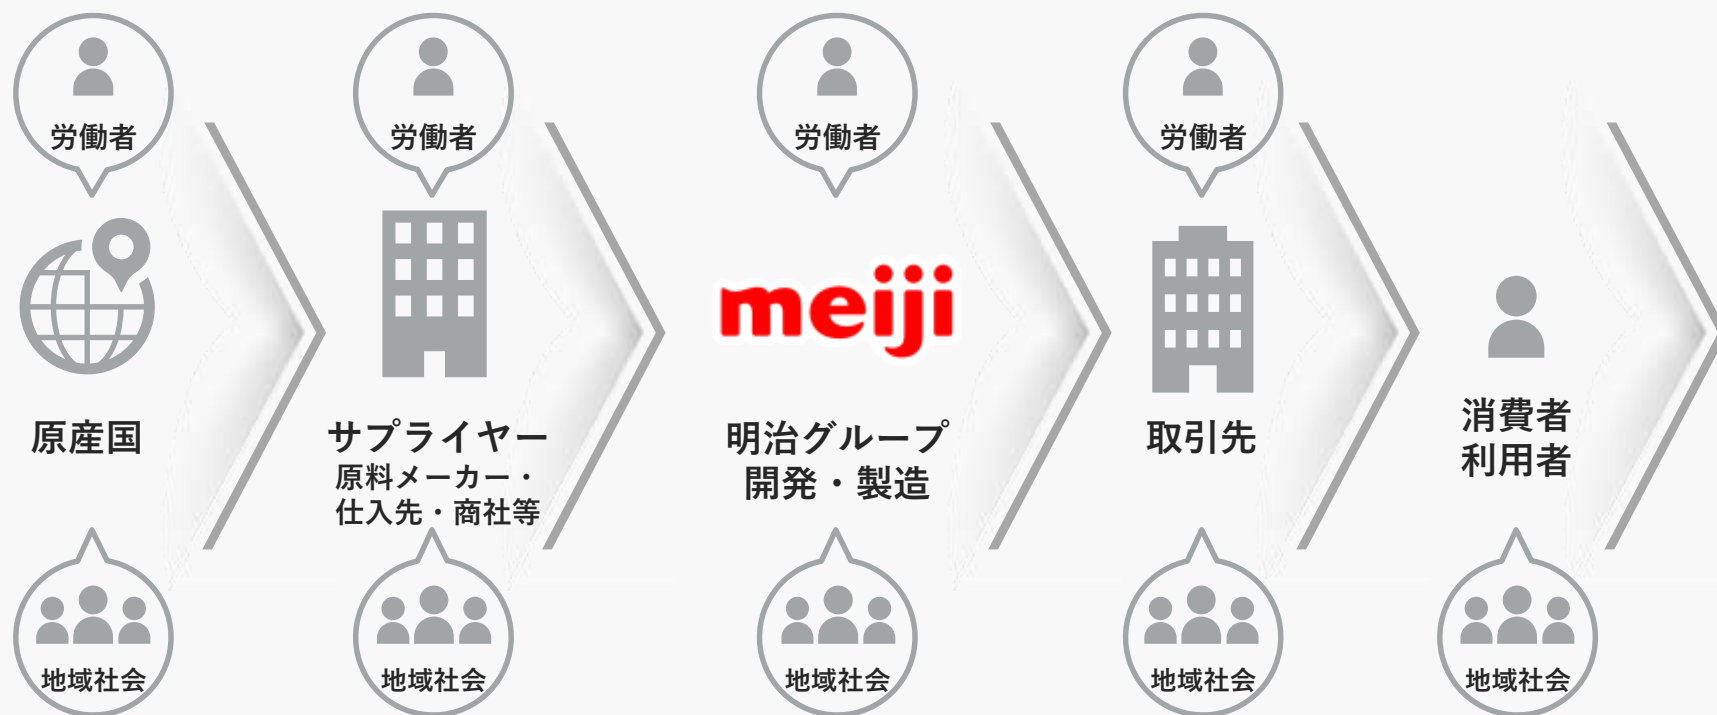 労働者
労働者
労働者
労働者
meiji
原産国
サプライヤー
原料メーカー・
仕入先・商社等
明治グループ
開発・製造
取引先
消費者
利用者
地域社会
地域社会
地域社会
地域社会
地域社会